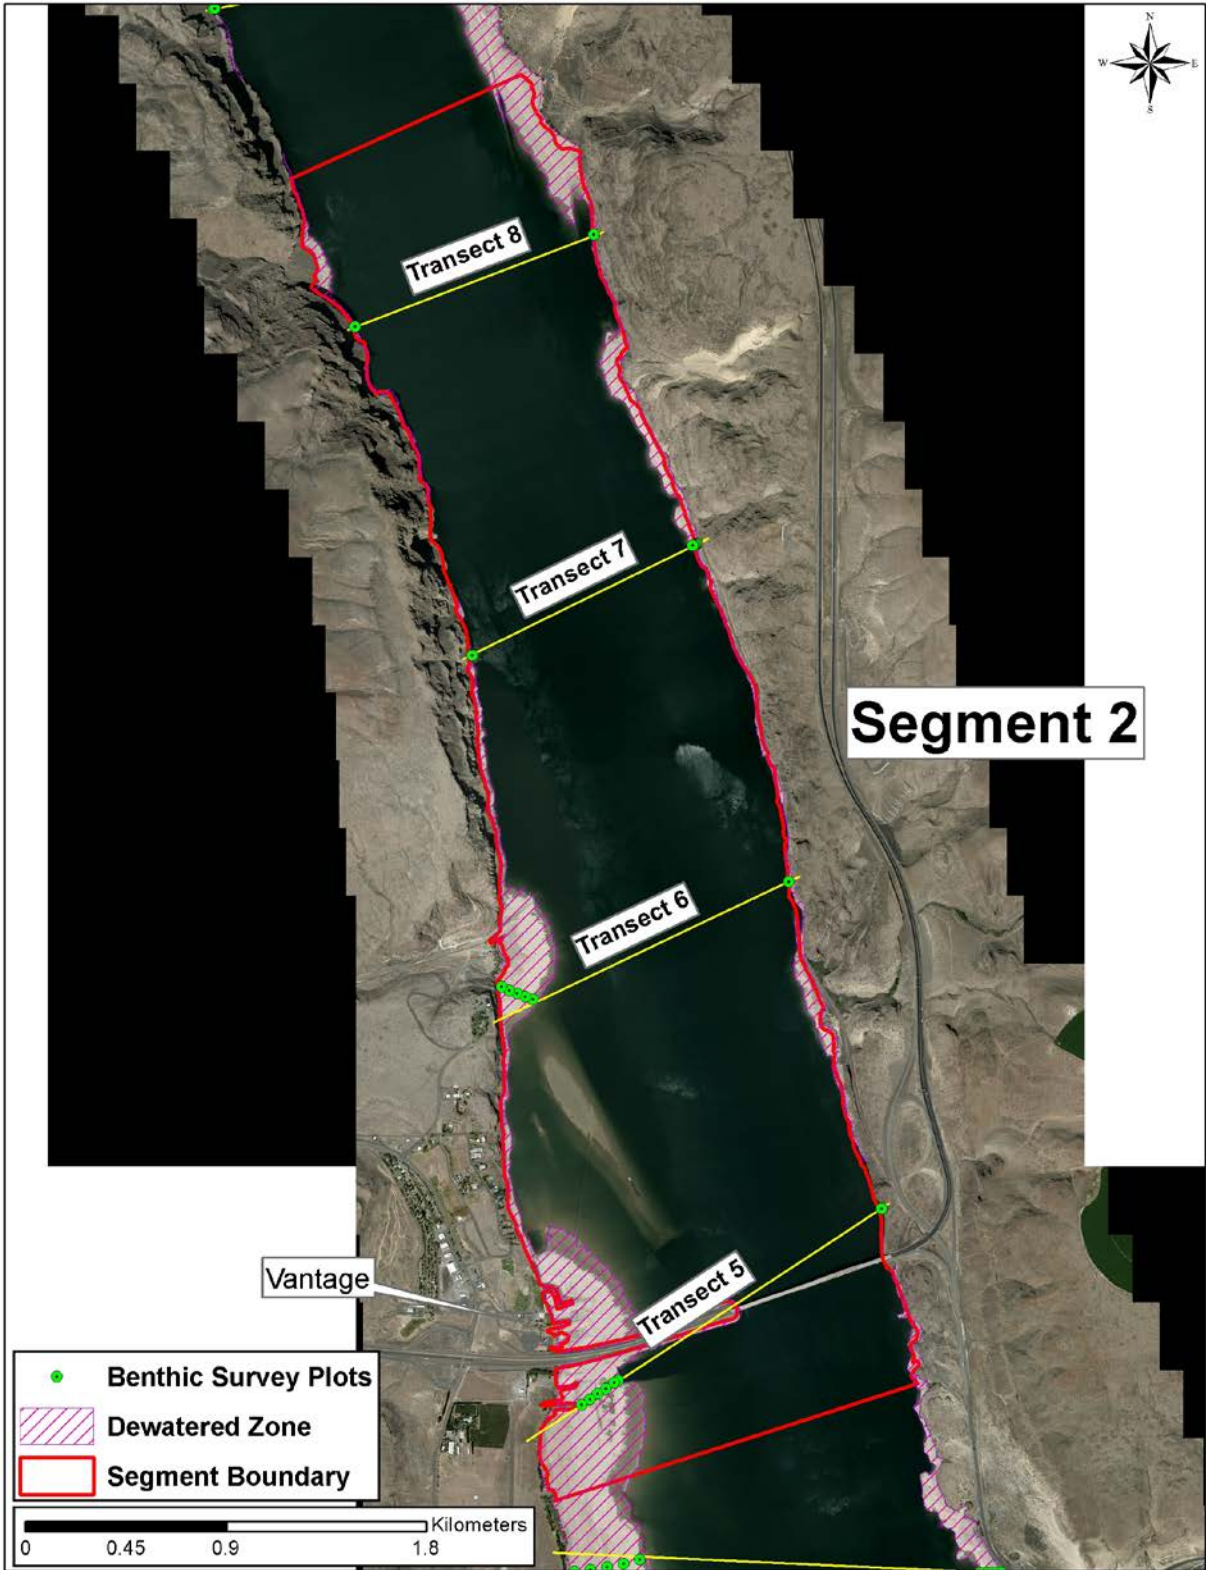 N
W E
S
Transect 8
Transect 7
Segment 2
Transect 6
Transect 5
Vantage
Benthic Survey Plots
Dewatered Zone
Segment Boundary
Kilometers
0 0.45 0.9 1.8